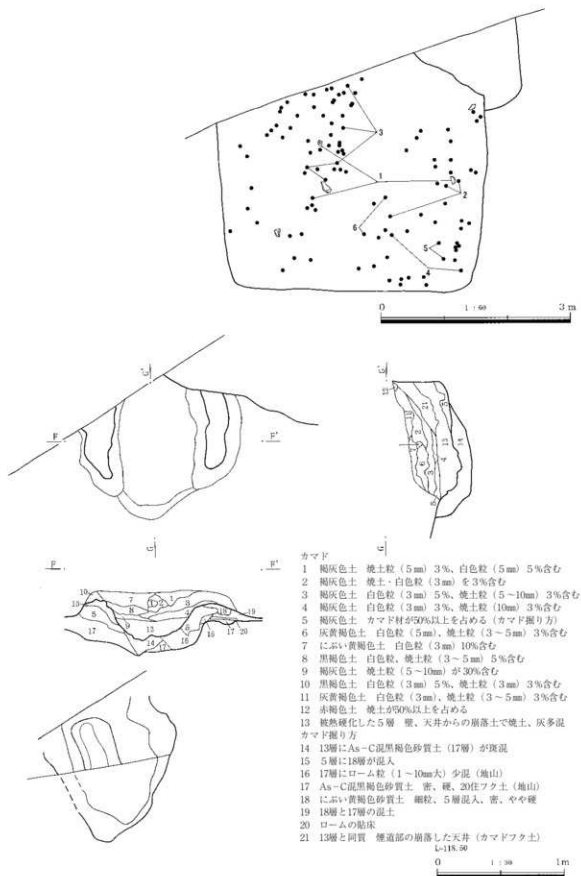 3
1
2
6
5
4
0 1：60 3m
G'
F F'
G
G' G
F F'
カマド
1 褐灰色土 焼土粒（5㎜）3％、白色粒（5㎜）5％含む
2 褐灰色土 焼土・白色粒（3㎜）を3％含む
3 褐灰色土 白色粒（3㎜）5％、焼土粒（5～10㎜）3％含む
4 褐灰色土 白色粒（3㎜）3％、焼土粒（10㎜）3％含む
5 褐灰色土 カマド材が50％以上を占める（カマド掘り方）
6 灰黄褐色土 白色粒（5㎜）、焼土粒（3～5㎜）3％含む
7 にぶい黄褐色土 白色粒（3㎜）10％含む
8 黒褐色土 白色粒、焼土粒（3～5㎜）5％含む
9 褐灰色土 焼土粒（5～10㎜）が30％含む
10 黒褐色土 白色粒（3㎜）5％、焼土粒（3㎜）3％含む
11 灰黄褐色土 白色粒（3㎜）、焼土粒（3～5㎜）3％含む
12 赤褐色土 焼土が50％以上を占める
13 被熱硬化した5層 壁、天井からの崩落土で焼土、灰多混
カマド掘り方
14 13層にAs－C混黒褐色砂質土（17層）が斑混
15 5層に18層が混入
16 17層にローム粒（1～10㎜大）少混（地山）
17 As－C混黒褐色砂質土 密、硬、20住フク土（地山）
18 にぶい黄褐色砂質土 細粒、5層混入、密、やや硬
19 18層と17層の混土
20 ロームの貼床
21 13層と同質 煙道部の崩落した天井（カマドフク土）
L=118.50
0 1：30 1m